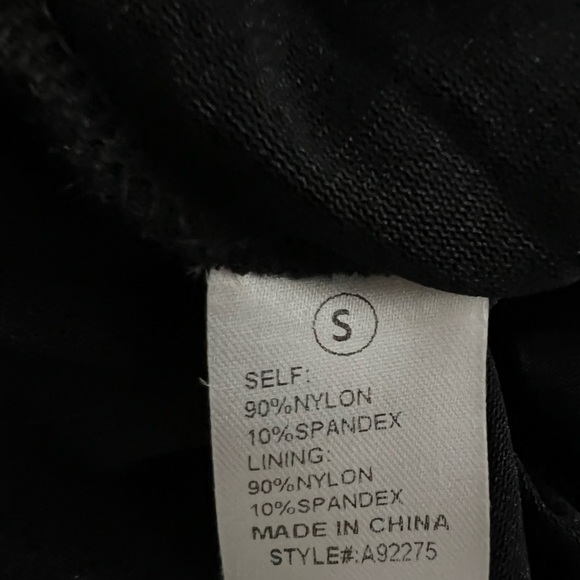 S
SELF:
90%NYLON
10%SPANDEX
LINING:
90%NYLON
10%SPANDEX
MADE IN CHINA
STYLE#:A92275